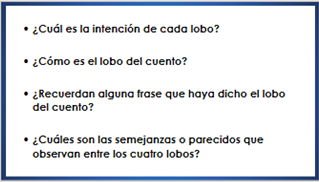 • ¿Cuál es la intención de cada lobo?
• ¿Cómo es el lobo del cuento?
• ¿Recuerdan alguna frase que haya dicho el lobo
del cuento?
• ¿Cuáles son las semejanzas o parecidos que
observan entre los cuatro lobos?